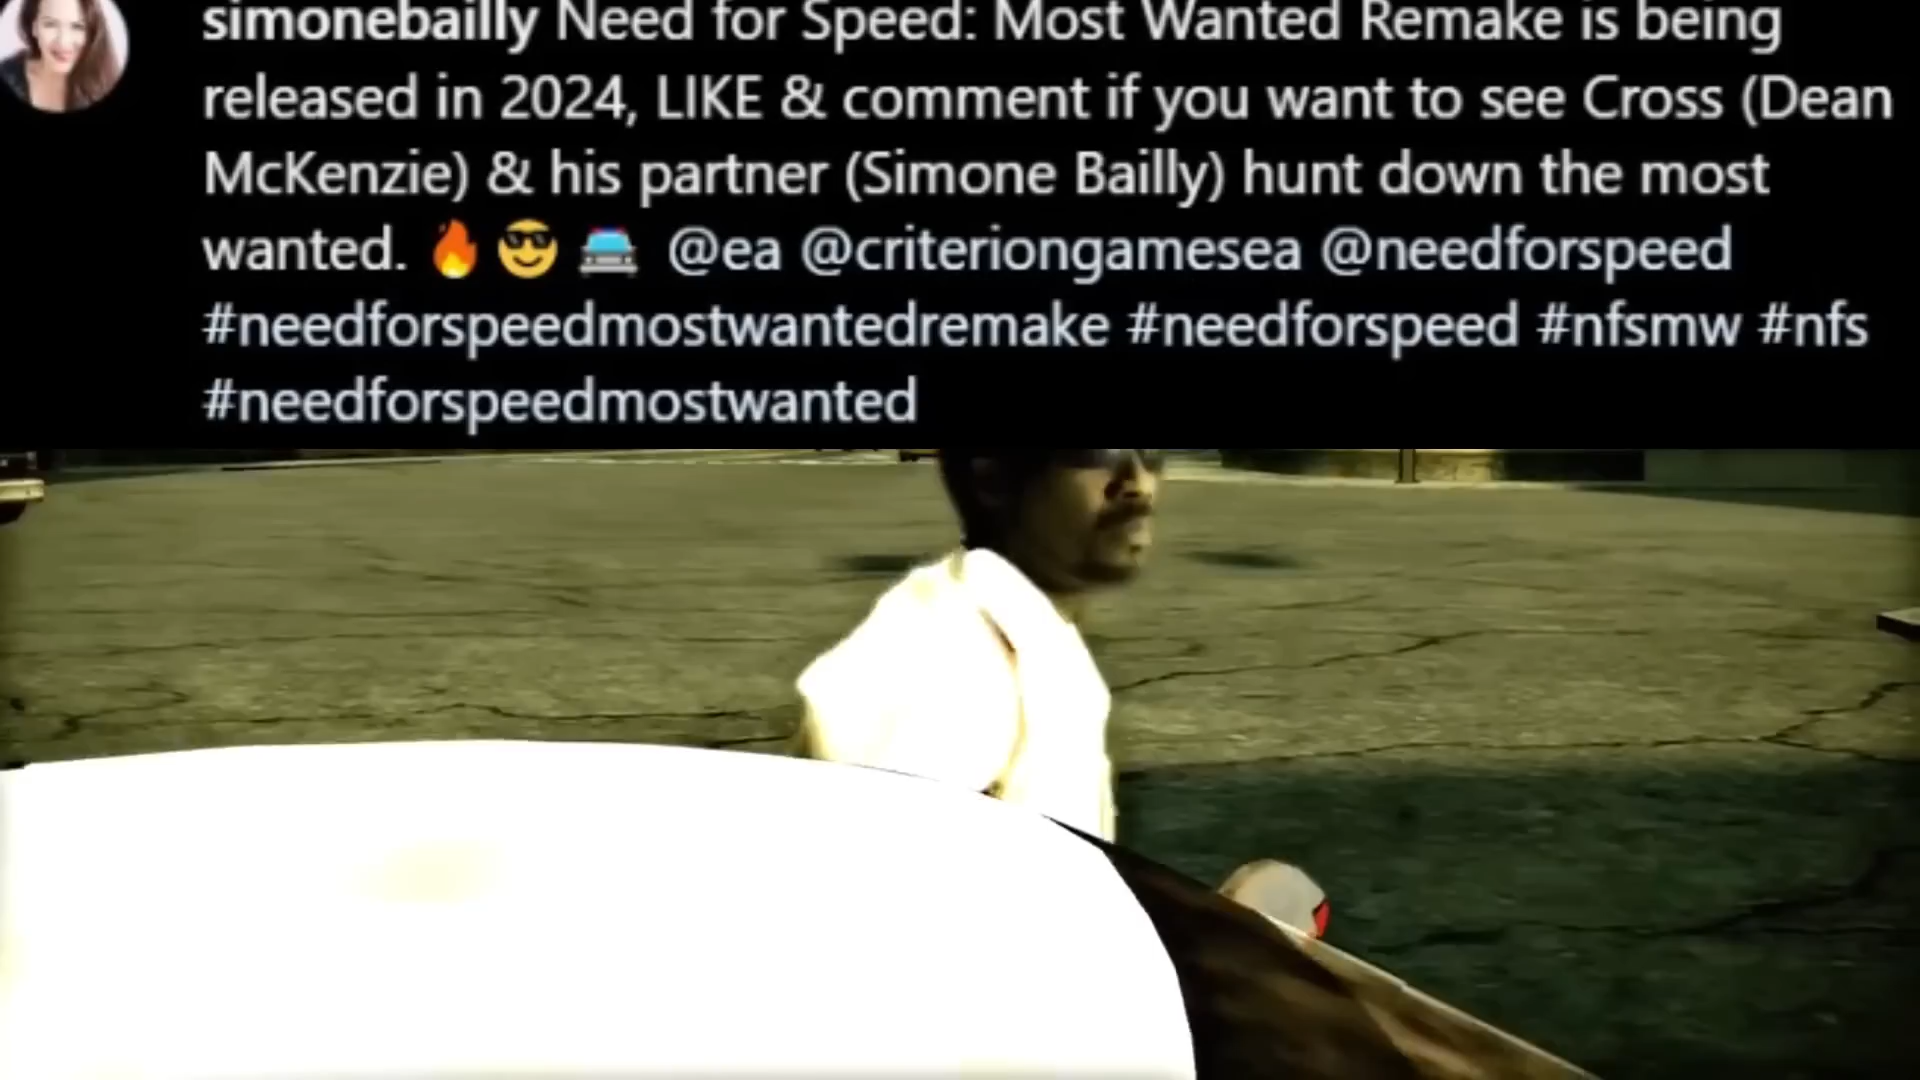 simonebailly Need for Speed: Most Wanted Remake is being
released in 2024, LIKE & comment if you want to see Cross (Dean
McKenzie) & his partner (Simone Bailly) hunt down the most
wanted. 🔥😎🚔 @ea @criteriongamesea @needforspeed
#needforspeedmostwantedremake #needforspeed #nfsmw #nfs
#needforspeedmostwanted